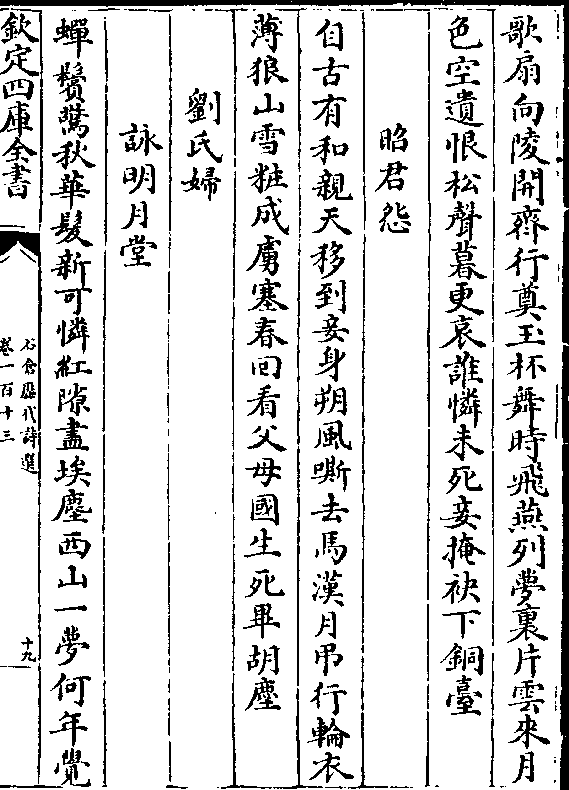 歌扇向陵開齊行奠玉杯舞時飛燕列夢裏片雲來月
色空遺恨松聲暮更哀誰憐未死妾掩袂下銅臺
昭君怨
自古有和親天移到妾身朔風嘶去馬漢月弔行輪衣
薄狼山雪粧成虜塞春回看父母國生死畢胡塵
劉氏婦
詠明月堂
蟬鬢驚秋華髮新可憐紅隙盡埃塵西山一夢何年覺
欽定四庫全書
石倉歷代詩選
卷一百十三
十九